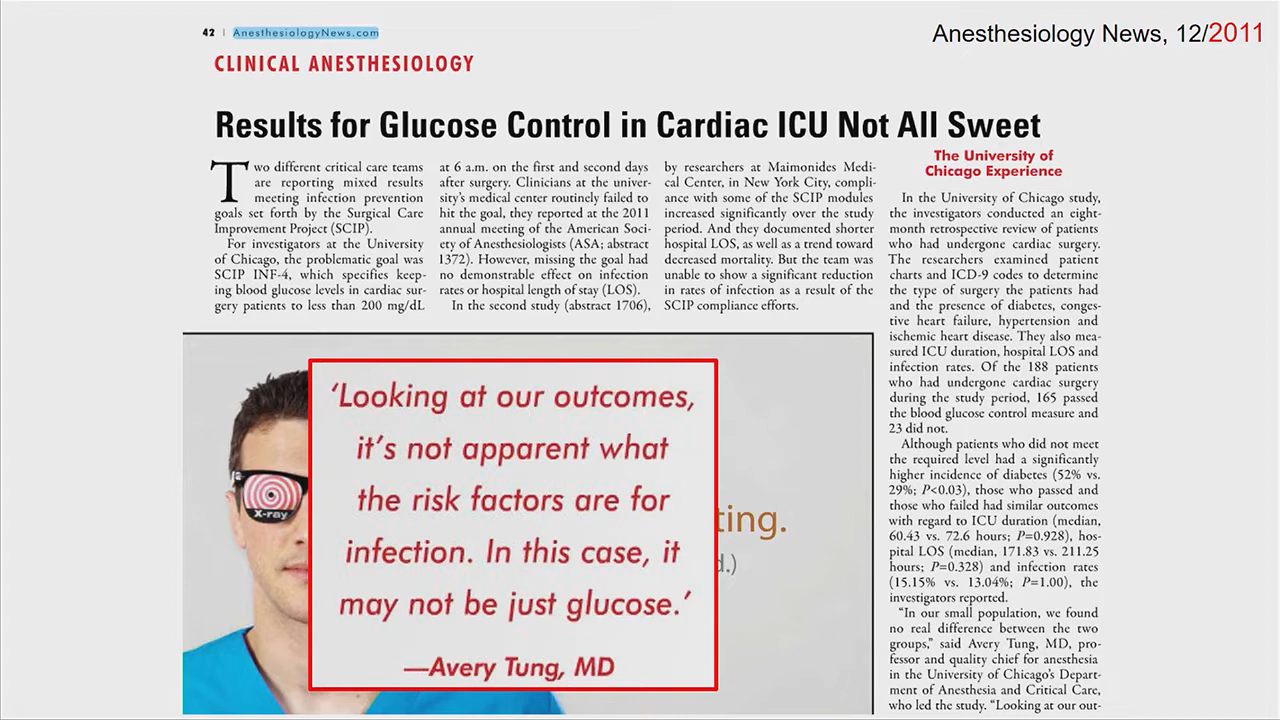 42 | AnesthesiologyNews.com
Anesthesiology News, 12/2011
CLINICAL ANESTHESIOLOGY
Results for Glucose Control in Cardiac ICU Not All Sweet
Two different critical care teams
are reporting mixed results
meeting infection prevention
goals set forth by the Surgical Care
Improvement Project (SCIP).
For investigators at the University
of Chicago, the problematic goal was
SCIP INF-4, which specifies keep-
ing blood glucose levels in cardiac sur-
gery patients to less than 200 mg/dL
at 6 a.m. on the first and second days
after surgery. Clinicians at the univer-
sity's medical center routinely failed to
hit the goal, they reported at the 2011
annual meeting of the American Soci-
ety of Anesthesiologists (ASA; abstract
1372). However, missing the goal had
no demonstrable effect on infection
rates or hospital length of stay (LOS).
In the second study (abstract 1706),
by researchers at Maimonides Medi-
cal Center, in New York City, compli-
ance with some of the SCIP modules
increased significantly over the study
period. And they documented shorter
hospital LOS, as well as a trend toward
decreased mortality. But the team was
unable to show a significant reduction
in rates of infection as a result of the
SCIP compliance efforts.
The University of
Chicago Experience
In the University of Chicago study,
the investigators conducted an eight-
month retrospective review of patients
who had undergone cardiac surgery.
The researchers examined patient
charts and ICD-9 codes to determine
the type of surgery the patients had
and the presence of diabetes, conges-
tive heart failure, hypertension and
ischemic heart disease. They also mea-
sured ICU duration, hospital LOS and
infection rates. Of the 188 patients
who had undergone cardiac surgery
during the study period, 165 passed
the blood glucose control measure and
23 did not.
Although patients who did not meet
the required level had a significantly
higher incidence of diabetes (52% vs.
29%; P<0.03), those who passed and
those who failed had similar outcomes
with regard to ICU duration (median,
60.43 vs. 72.6 hours; P=0.928), hos-
pital LOS (median, 171.83 vs. 211.25
hours; P=0.328) and infection rates
(15.15% vs. 13.04%; P=1.00), the
investigators reported.
"In our small population, we found
no real difference between the two
groups," said Avery Tung, MD, pro-
fessor and quality chief for anesthesia
in the University of Chicago's Depart-
ment of Anesthesia and Critical Care,
who led the study. "Looking at our out-
'Looking at our outcomes,
it's not apparent what
the risk factors are for
infection. In this case, it
may not be just glucose.'
—Avery Tung, MD
X-ray
ting.
d.)